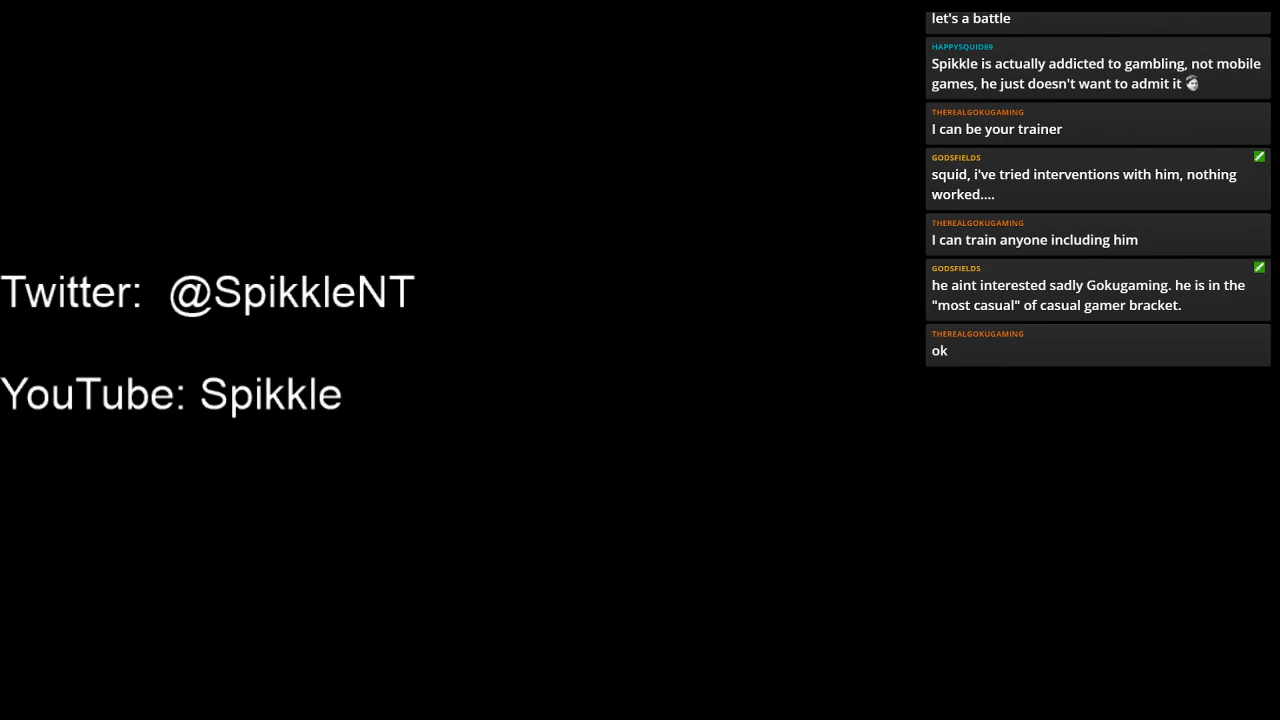 Twitter: @SpikkleNT
YouTube: Spikkle
let's a battle
HAPPYSQUID89
Spikkle is actually addicted to gambling, not mobile
games, he just doesn't want to admit it
THEREALGOKUGAMING
I can be your trainer
GODSFIELDS
squid, i've tried interventions with him, nothing
worked....
THEREALGOKUGAMING
I can train anyone including him
GODSFIELDS
he aint interested sadly Gokugaming. he is in the
"most casual" of casual gamer bracket.
THEREALGOKUGAMING
ok